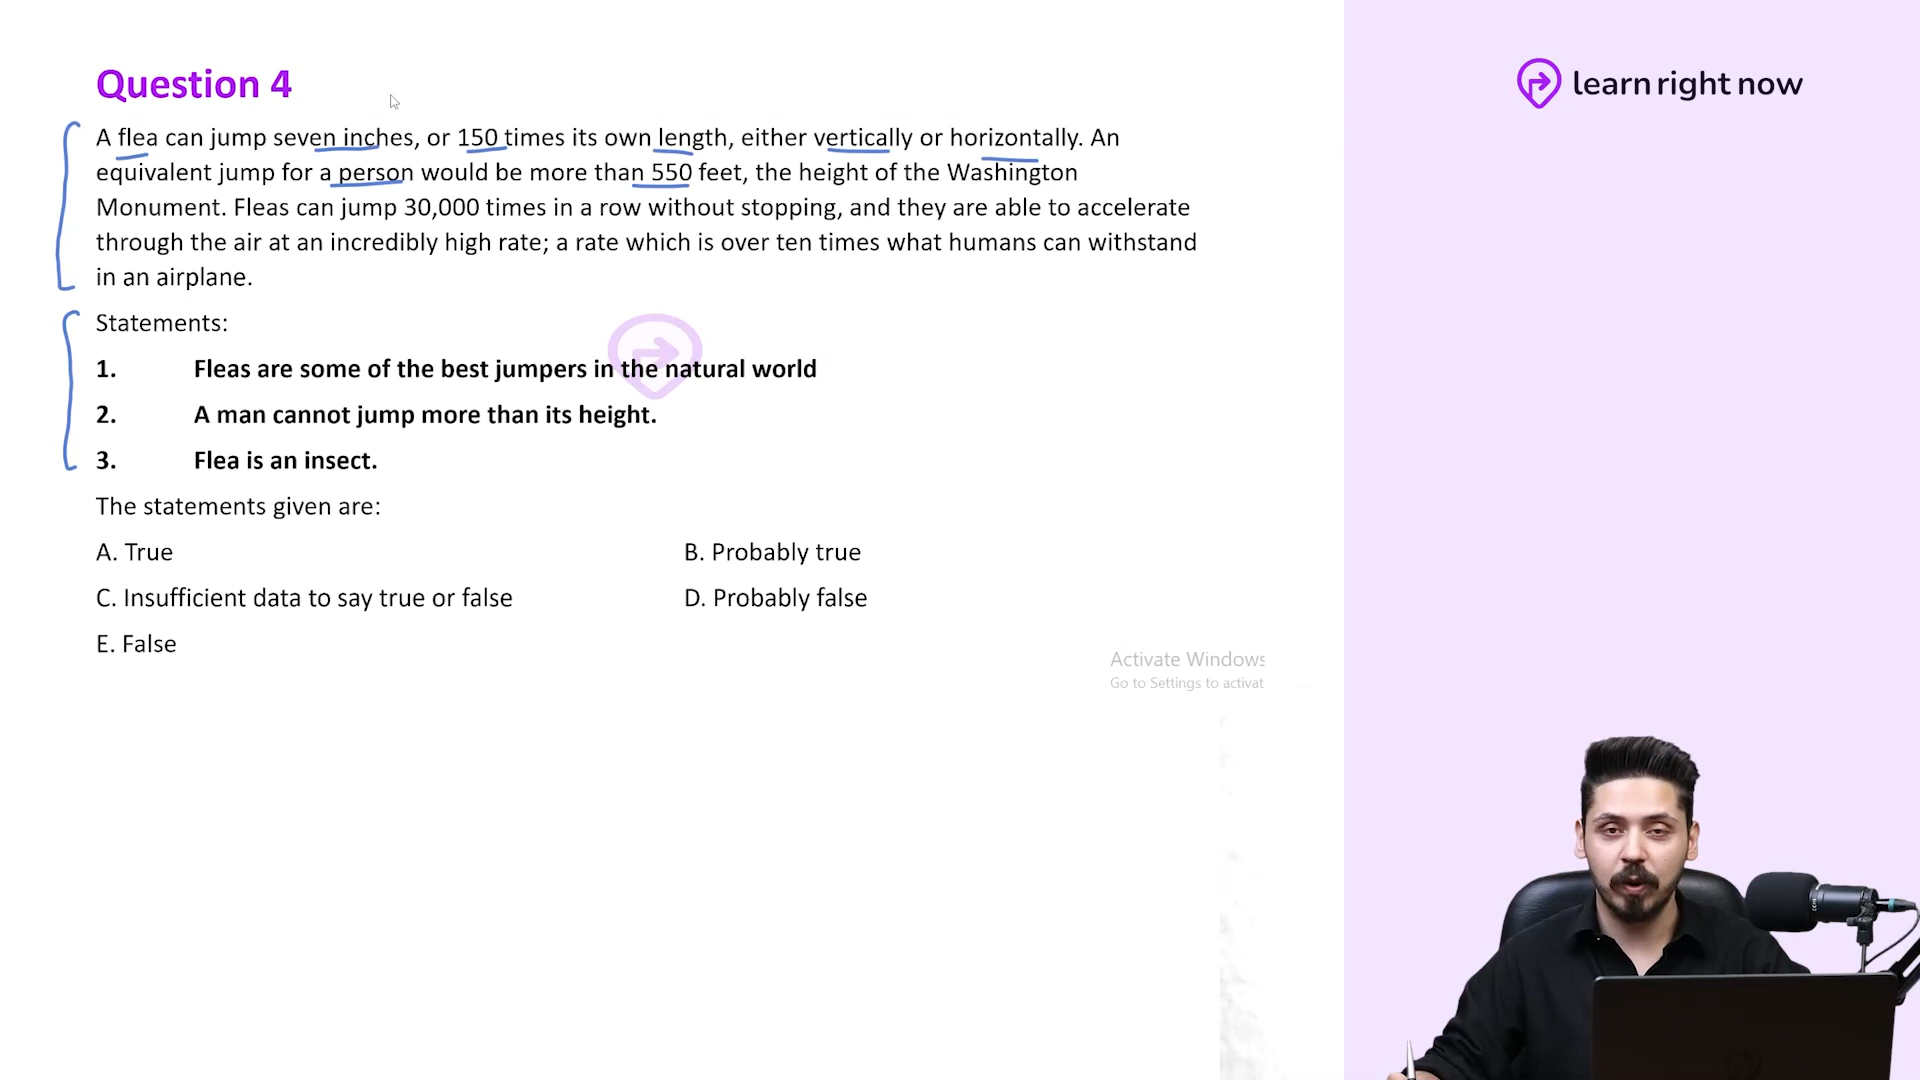 Question 4
learn right now
A flea can jump seven inches, or 150 times its own length, either vertically or horizontally. An
equivalent jump for a person would be more than 550 feet, the height of the Washington
Monument. Fleas can jump 30,000 times in a row without stopping, and they are able to accelerate
through the air at an incredibly high rate; a rate which is over ten times what humans can withstand
in an airplane.
Statements:
1. Fleas are some of the best jumpers in the natural world
2. A man cannot jump more than its height.
3. Flea is an insect.
The statements given are:
A. True B. Probably true
C. Insufficient data to say true or false D. Probably false
E. False
Activate Windows
Go to Settings to activat